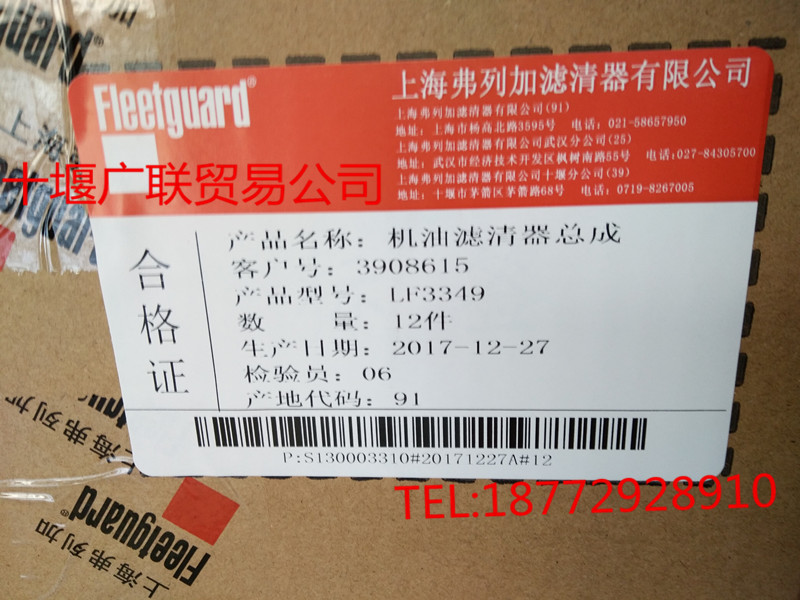 Fleetguard®
上海弗列加滤清器有限公司
上海弗列加滤清器有限公司(91)
地址：上海市杨高北路3595号 电话：021-58657950
上海弗列加滤清器有限公司武汉分公司(25)
地址：武汉市经济技术开发区枫树南路55号 电话:027-84305700
上海弗列加滤清器有限公司十堰分公司(39)
地址：十堰市茅箭区茅箭路68号 电话：0719-8267005
十堰广联贸易公司
合格证
产品名称：机油滤清器总成
客户号：3908615
产品型号：LF3349
数 量：12件
生产日期：2017-12-27
检验员：06
产地代码：91
P:S130003310#20171227A#12
TEL:18772928910
Fleetguard®
上海弗列加